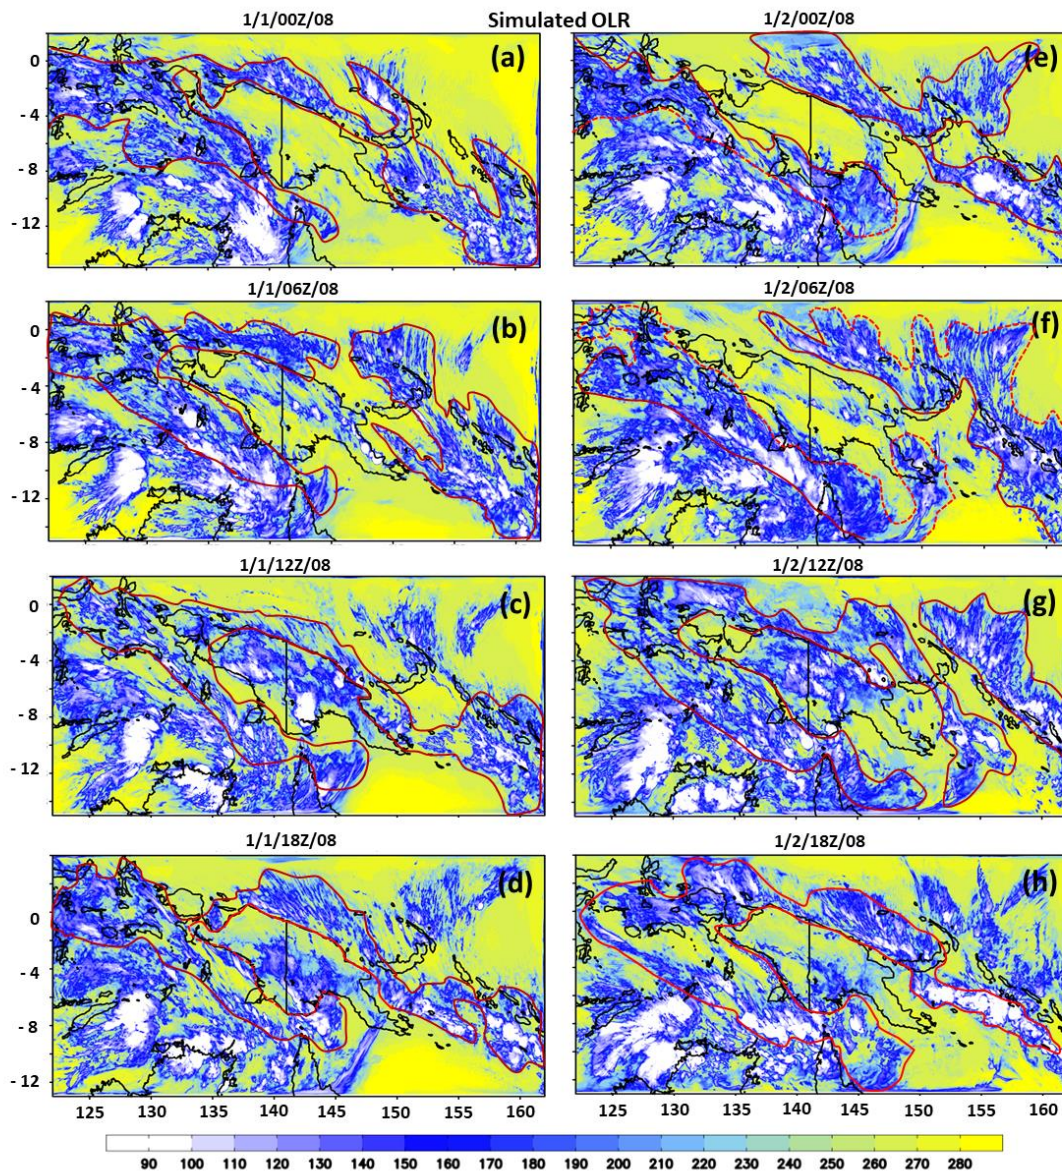 Simulated OLR
1/1/00Z/08
1/2/00Z/08
(a)
(e)
0
- 4
- 8
- 12
1/1/06Z/08
1/2/06Z/08
(b)
(f)
0
- 4
- 8
- 12
1/1/12Z/08
1/2/12Z/08
(c)
(g)
0
- 4
- 8
- 12
1/1/18Z/08
1/2/18Z/08
(d)
(h)
0
- 4
- 8
- 12
125 130 135 140 145 150 155 160
125 130 135 140 145 150 155 160
90 100 110 120 130 140 150 160 170 180 190 200 210 220 230 240 250 260 270 280